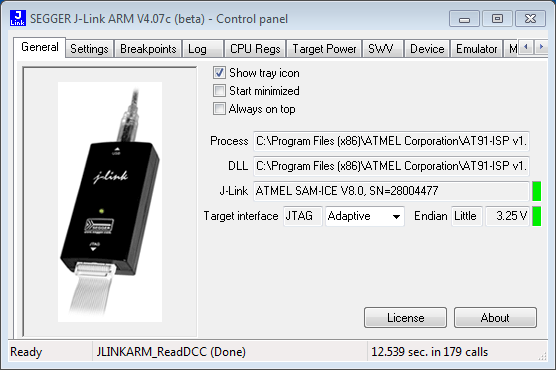 J Link SEGGER J-Link ARM V4.07c (beta) - Control panel
General Settings Breakpoints Log CPU Regs Target Power SWV Device Emulator M
Show tray icon
Start minimized
Always on top
Process C:\Program Files (x86)\ATMEL Corporation\AT91-ISP v1.
DLL C:\Program Files (x86)\ATMEL Corporation\AT91-ISP v1.
J-Link ATMEL SAM-ICE V8.0, SN=28004477
Target interface JTAG Adaptive Endian Little 3.25 V
USB
j-link
SEGGER
www.segger.com
JTAG
License About
Ready JLINKARM_ReadDCC (Done) 12.539 sec. in 179 calls